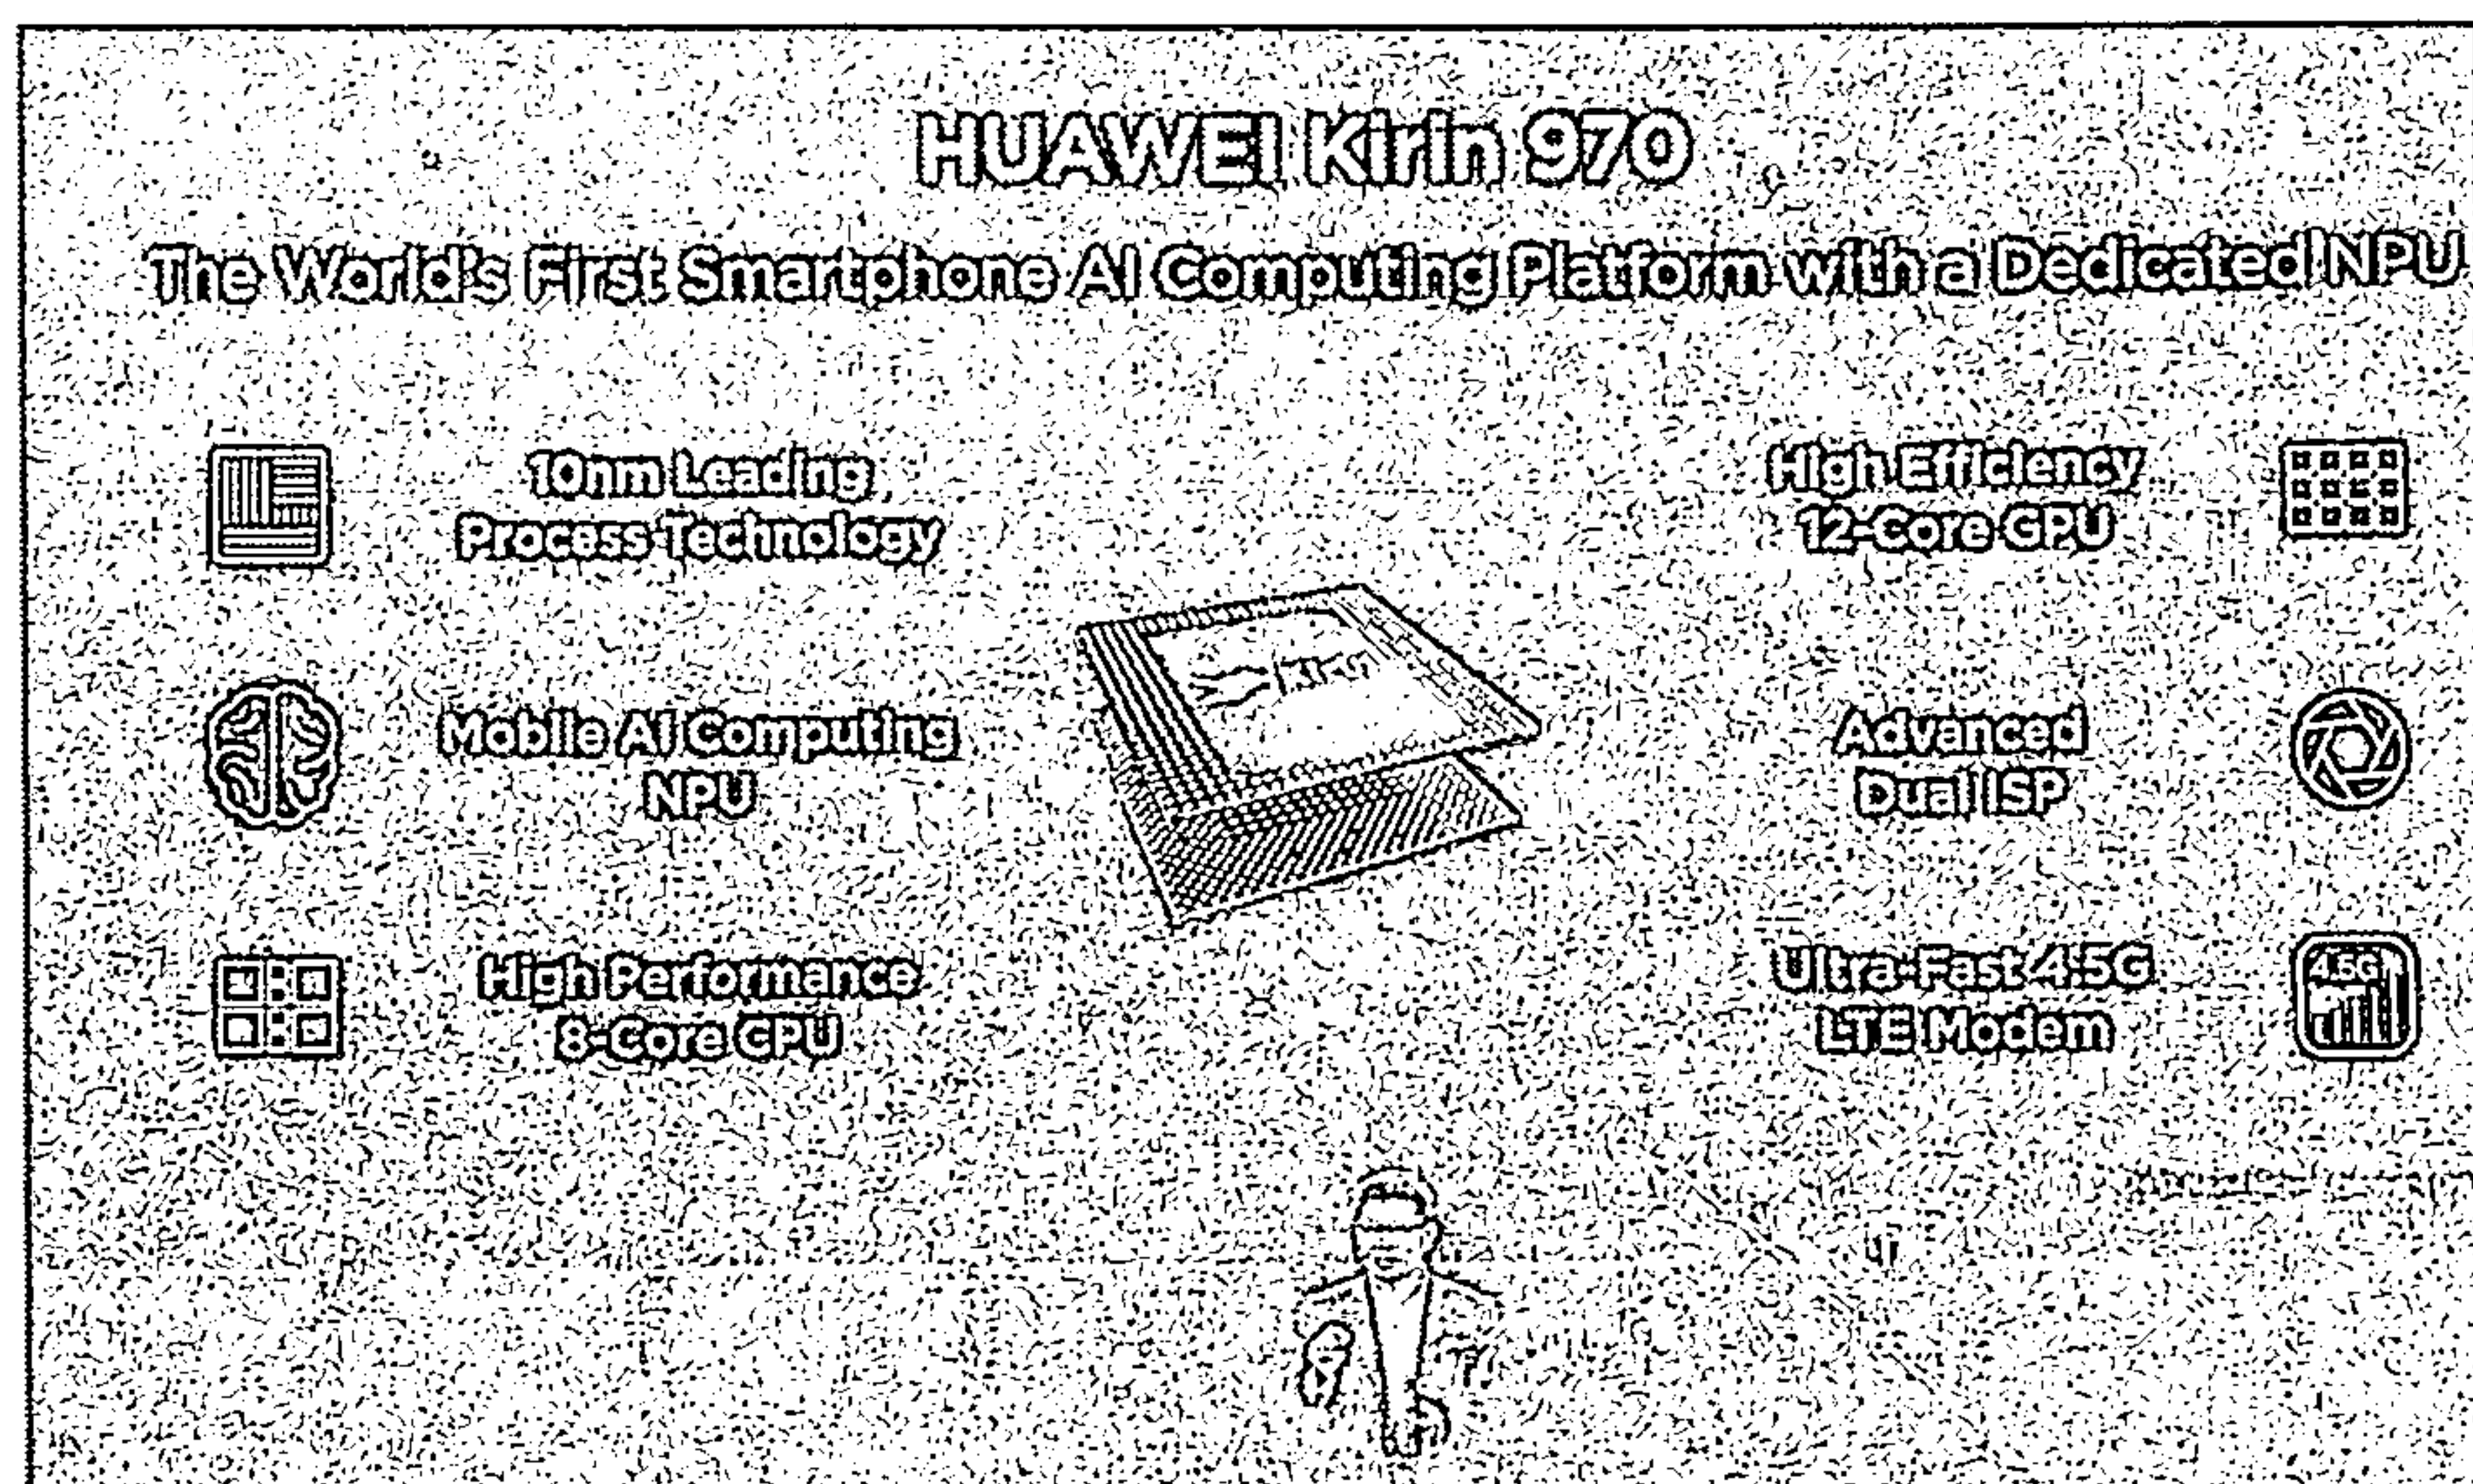 HUAWEI Kirin 970
The World's First Smartphone AI Computing Platform with a Dedicated NPU
10nm Leading
Process Technology
High Efficiency
12-Core GPU
Mobile AI Computing
NPU
Advanced
Dual ISP
High Performance
8-Core CPU
Ultra-Fast 4.5G
LTE Modem
4.5G